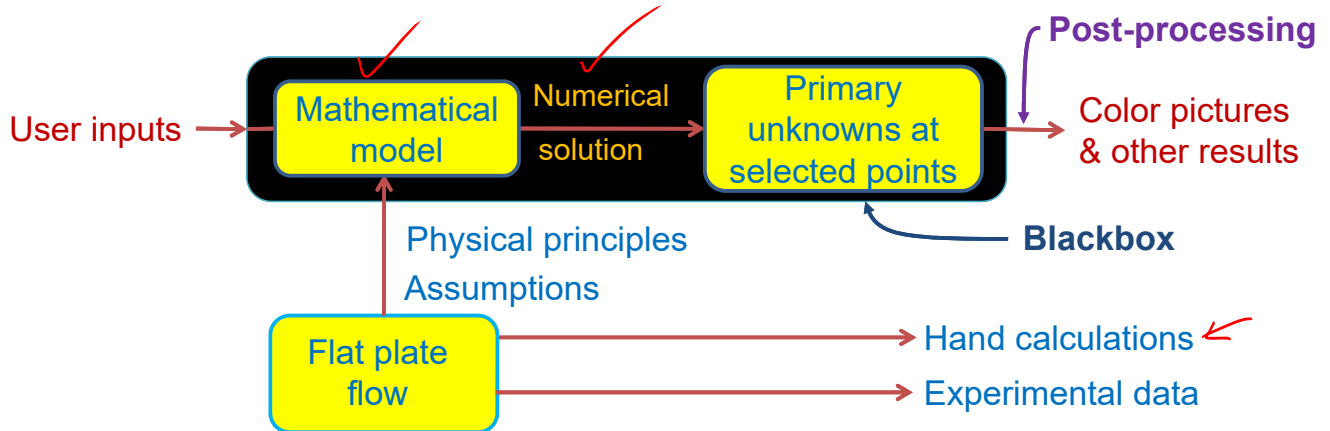 Post-processing
User inputs
Mathematical
model
Numerical
solution
Primary
unknowns at
selected points
Color pictures
& other results
Physical principles
Assumptions
Blackbox
Flat plate
flow
Hand calculations
Experimental data